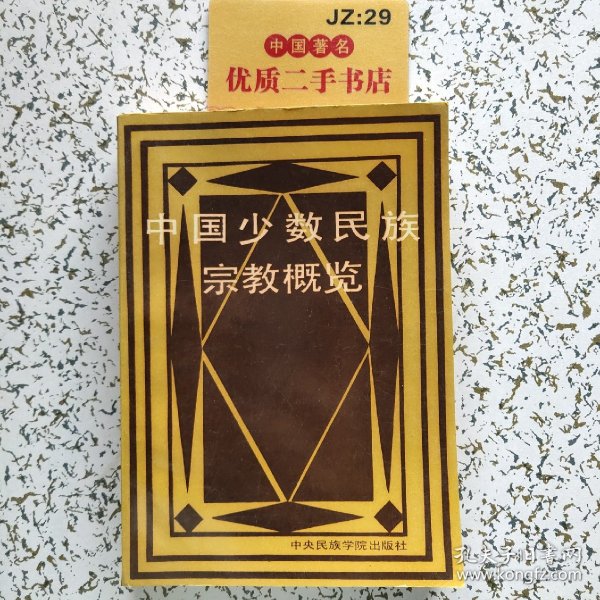 JZ:29
中国著名
优质二手书店
中国少数民族
宗教概览
中央民族学院出版社
孔夫子旧书网
www.kongfz.com